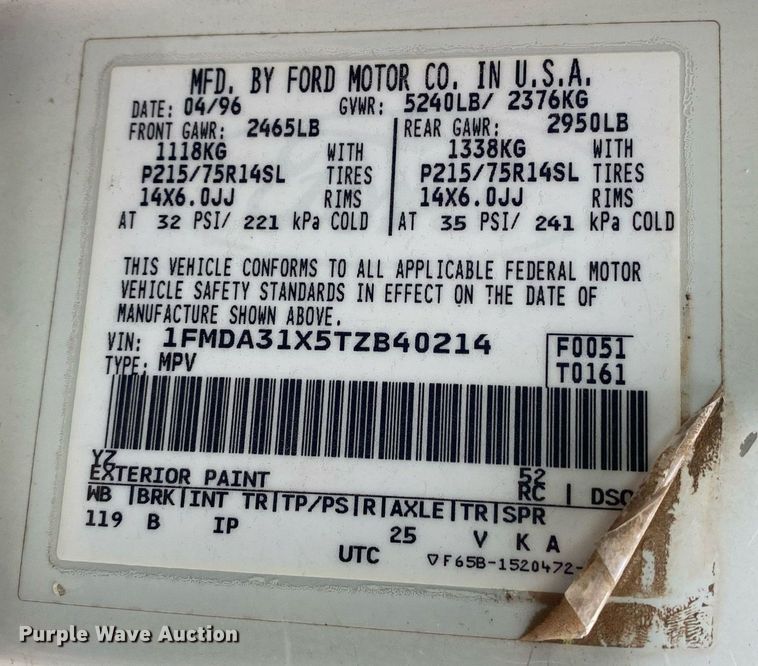 MFD. BY FORD MOTOR CO. IN U.S.A.
DATE: 04/96 GVWR: 5240LB/ 2376KG
FRONT GAWR: 2465LB REAR GAWR: 2950LB
1118KG WITH 1338KG WITH
P215/75R14SL TIRES P215/75R14SL TIRES
14X6.0JJ RIMS 14X6.0JJ RIMS
AT 32 PSI/ 221 kPa COLD AT 35 PSI/ 241 kPa COLD
THIS VEHICLE CONFORMS TO ALL APPLICABLE FEDERAL MOTOR
VEHICLE SAFETY STANDARDS IN EFFECT ON THE DATE OF
MANUFACTURE SHOWN ABOVE.
VIN: 1FMDA31X5TZB40214 F0051
TYPE: MPV T0161
YZ
EXTERIOR PAINT 52
RC | DSO
WB |BRK|INT TR|TP/PS|R|AXLE|TR|SPR
119 B IP 25 V K A
UTC ▽F65B-1520472-
Purple Wave Auction